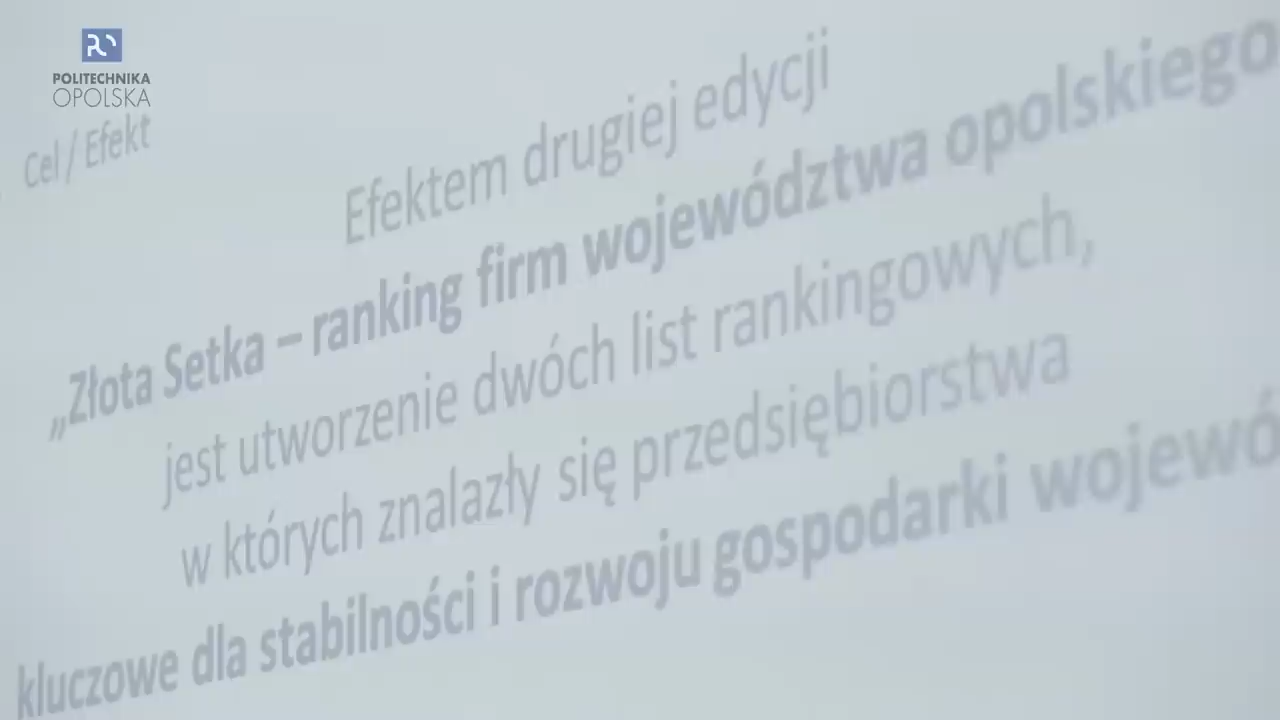 POLITECHNIKA
OPOLSKA
Cel / Efekt
Efektem drugiej edycji
„Złota Setka – ranking firm województwa opolskiego
jest utworzenie dwóch list rankingowych,
w których znalazły się przedsiębiorstwa
kluczowe dla stabilności i rozwoju gospodarki wojewó